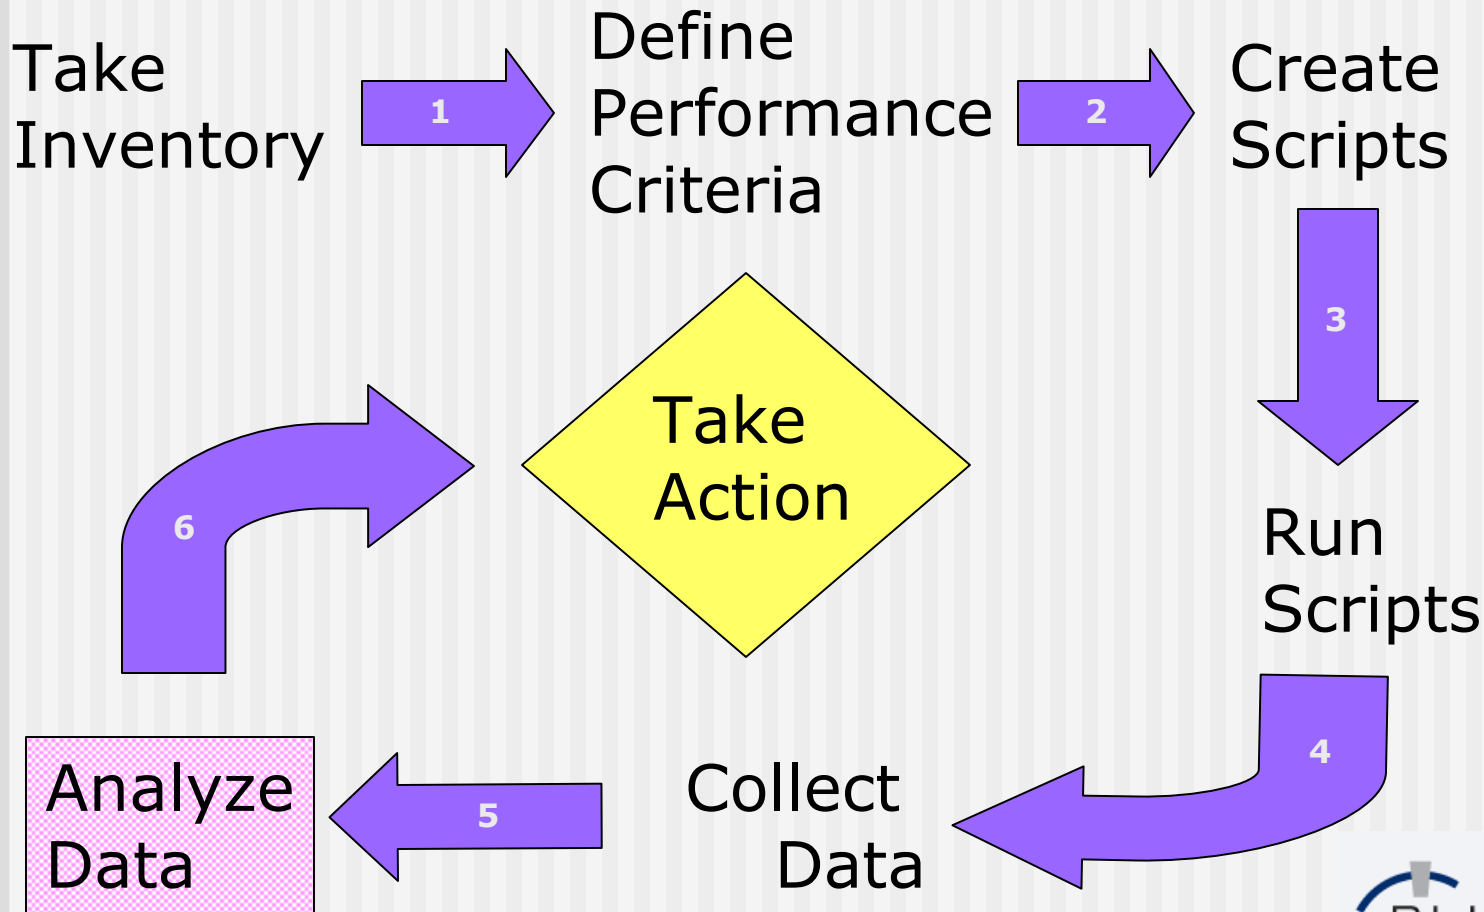 Take
Inventory
1
Define
Performance
Criteria
2
Create
Scripts
3
Take
Action
6
Run
Scripts
4
Analyze
Data
5
Collect
Data